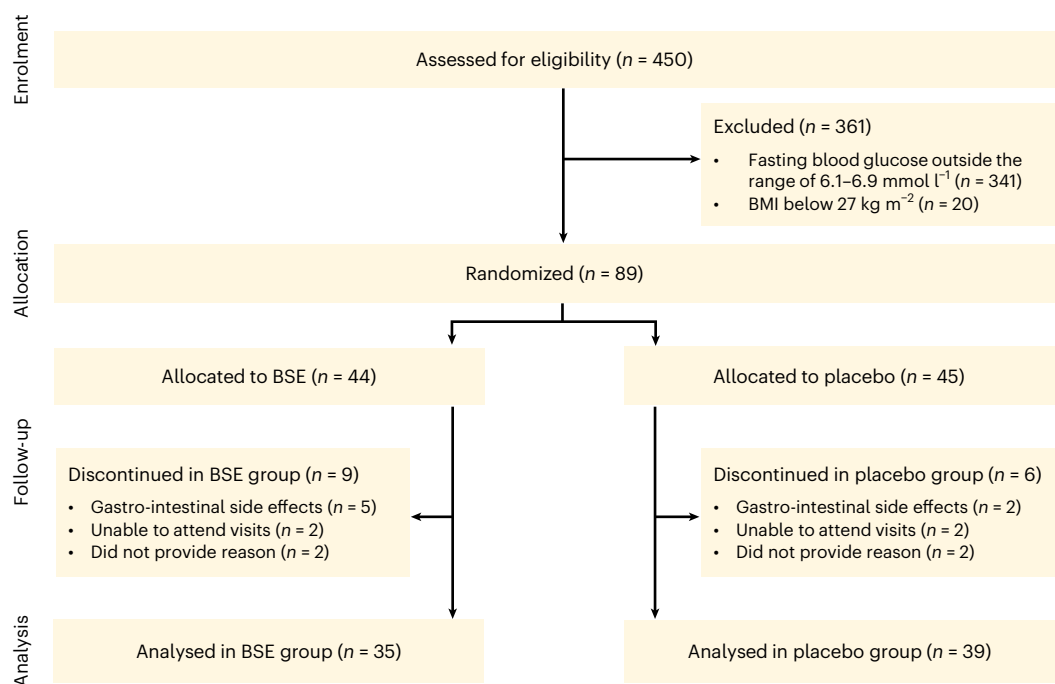 Enrolment
Assessed for eligibility (n = 450)
Excluded (n = 361)
• Fasting blood glucose outside the
range of 6.1–6.9 mmol l⁻¹ (n = 341)
• BMI below 27 kg m⁻² (n = 20)
Allocation
Randomized (n = 89)
Allocated to BSE (n = 44)
Allocated to placebo (n = 45)
Follow-up
Discontinued in BSE group (n = 9)
• Gastro-intestinal side effects (n = 5)
• Unable to attend visits (n = 2)
• Did not provide reason (n = 2)
Discontinued in placebo group (n = 6)
• Gastro-intestinal side effects (n = 2)
• Unable to attend visits (n = 2)
• Did not provide reason (n = 2)
Analysis
Analysed in BSE group (n = 35)
Analysed in placebo group (n = 39)